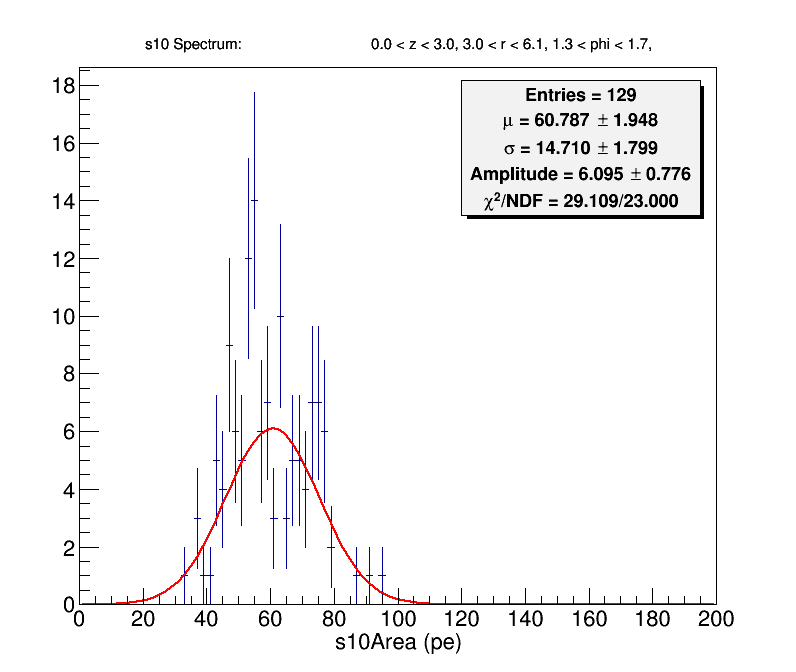 s10 Spectrum: 0.0 < z < 3.0, 3.0 < r < 6.1, 1.3 < phi < 1.7,
Entries = 129
μ = 60.787 ± 1.948
σ = 14.710 ± 1.799
Amplitude = 6.095 ± 0.776
χ²/NDF = 29.109/23.000
18
16
14
12
10
8
6
4
2
0
0 20 40 60 80 100 120 140 160 180 200
s10Area (pe)